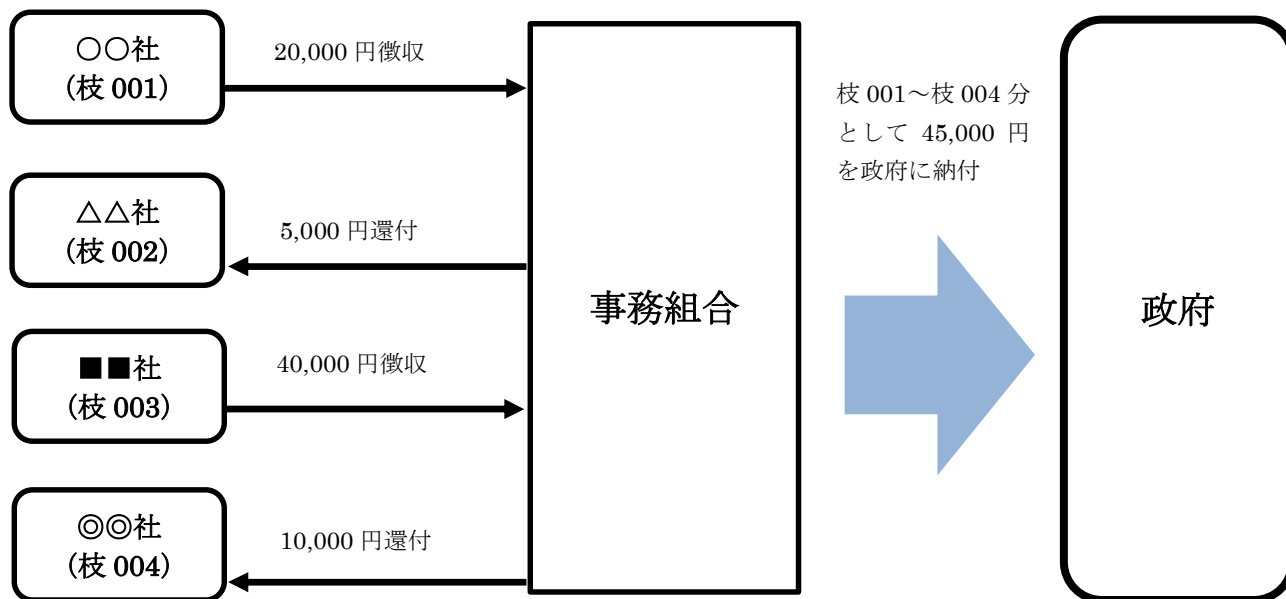 ○○社
(枝 001)
20,000 円徴収
△△社
(枝 002)
5,000 円還付
■■社
(枝 003)
40,000 円徴収
◎◎社
(枝 004)
10,000 円還付
事務組合
枝 001～枝 004 分
として 45,000 円
を政府に納付
政府